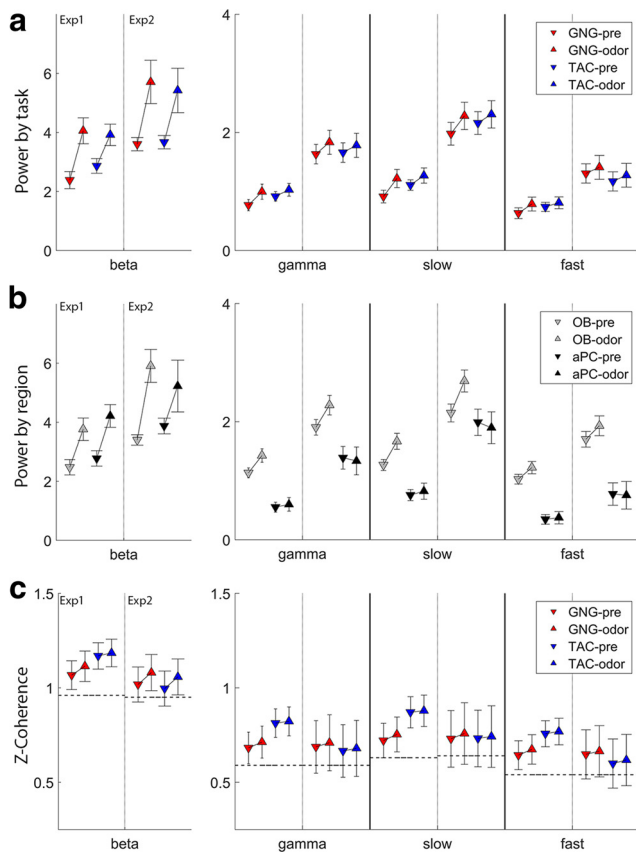 a
Exp1 Exp2
Power by task
8
6
4
2
0
beta
4
2
0
gamma slow fast
GNG-pre
GNG-odor
TAC-pre
TAC-odor
b
Exp1 Exp2
Power by region
8
6
4
2
0
beta
4
2
0
gamma slow fast
OB-pre
OB-odor
aPC-pre
aPC-odor
c
Exp1 Exp2
Z-Coherence
1.5
1
0.5
beta
1.5
1
0.5
gamma slow fast
GNG-pre
GNG-odor
TAC-pre
TAC-odor